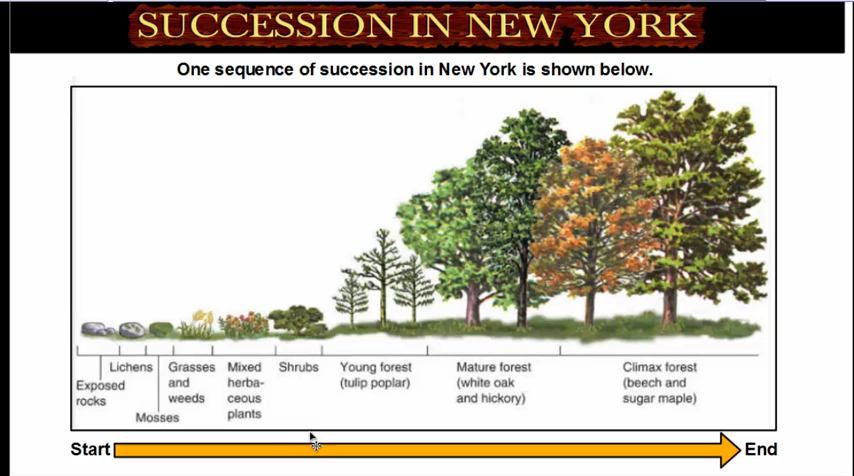 SUCCESSION IN NEW YORK
One sequence of succession in New York is shown below.
Exposed
rocks
Lichens
Mosses
Grasses
and
weeds
Mixed
herba-
ceous
plants
Shrubs
Young forest
(tulip poplar)
Mature forest
(white oak
and hickory)
Climax forest
(beech and
sugar maple)
Start
End